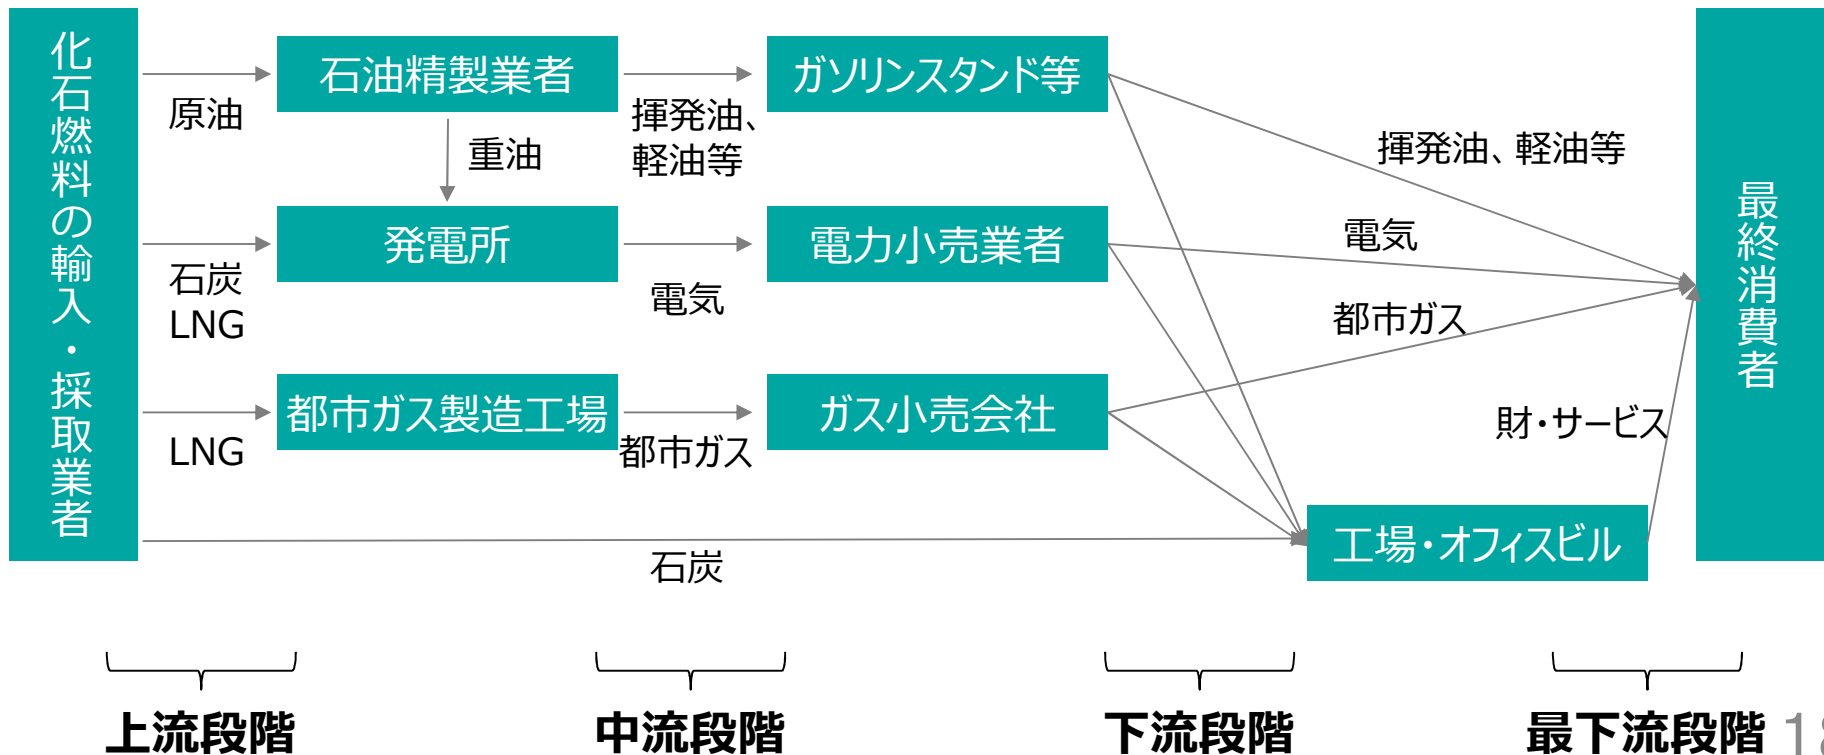 化石燃料の輸入・採取業者
原油
石油精製業者
揮発油、
軽油等
ガソリンスタンド等
重油
揮発油、軽油等
石炭
LNG
発電所
電気
電力小売業者
電気
LNG
都市ガス製造工場
都市ガス
ガス小売会社
都市ガス
財・サービス
石炭
工場・オフィスビル
最終消費者
上流段階
中流段階
下流段階
最下流段階